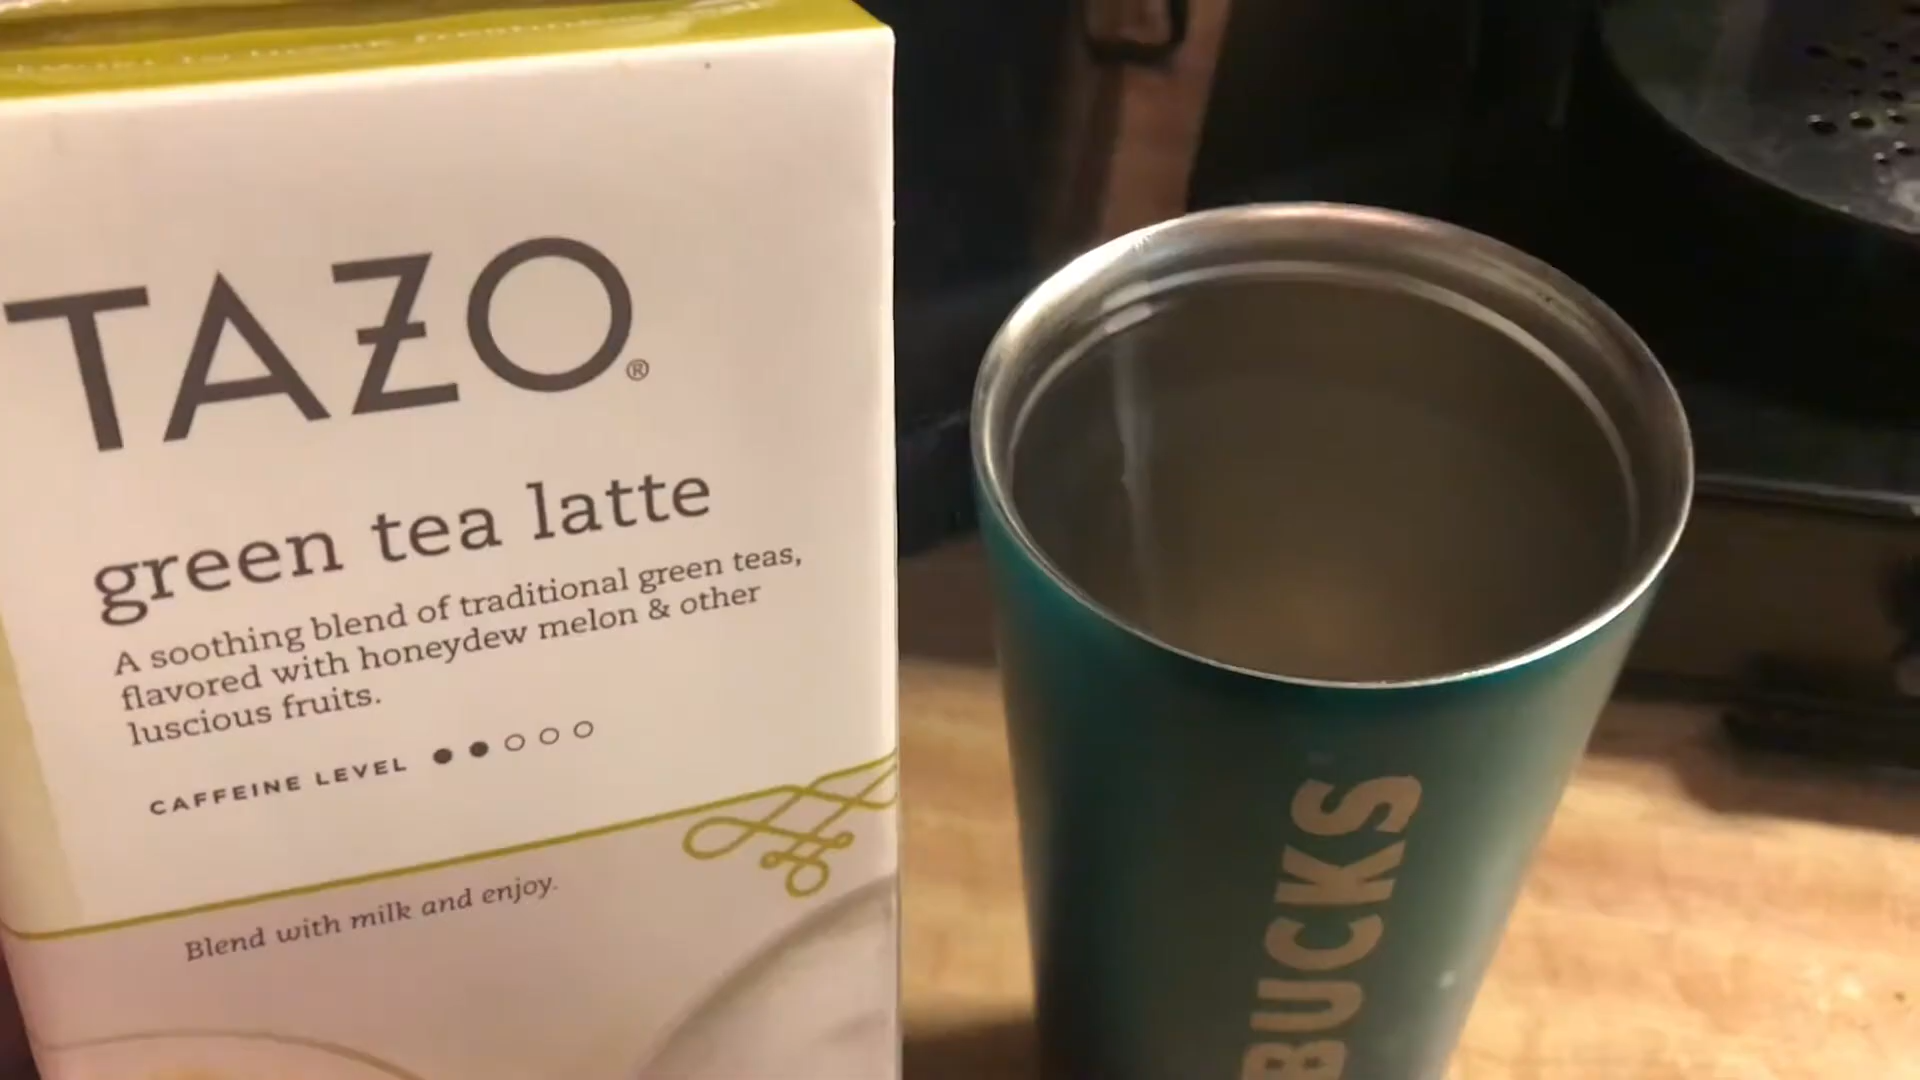 TAZO®
green tea latte
A soothing blend of traditional green teas,
flavored with honeydew melon & other
luscious fruits.
CAFFEINE LEVEL
Blend with milk and enjoy.
BUCKS